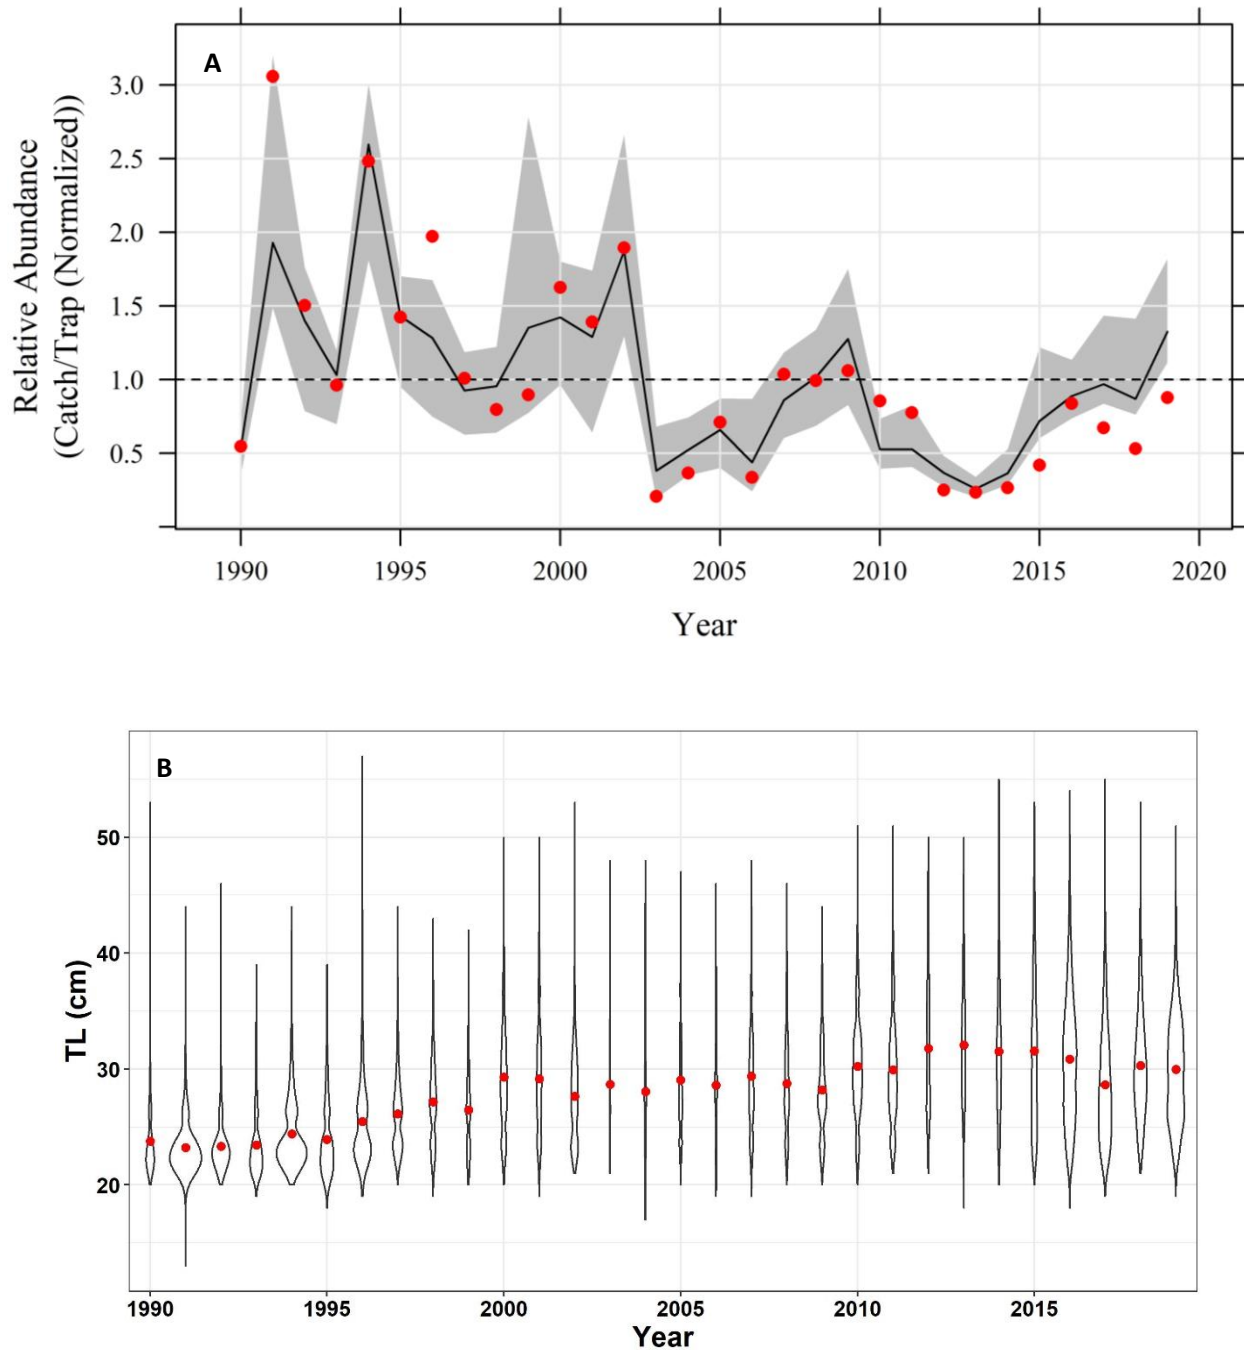 A
Relative Abundance
(Catch/Trap (Normalized))
3.0
2.5
2.0
1.5
1.0
0.5
1990 1995 2000 2005 2010 2015 2020
Year
B
TL (cm)
50
40
30
20
1990 1995 2000 2005 2010 2015
Year